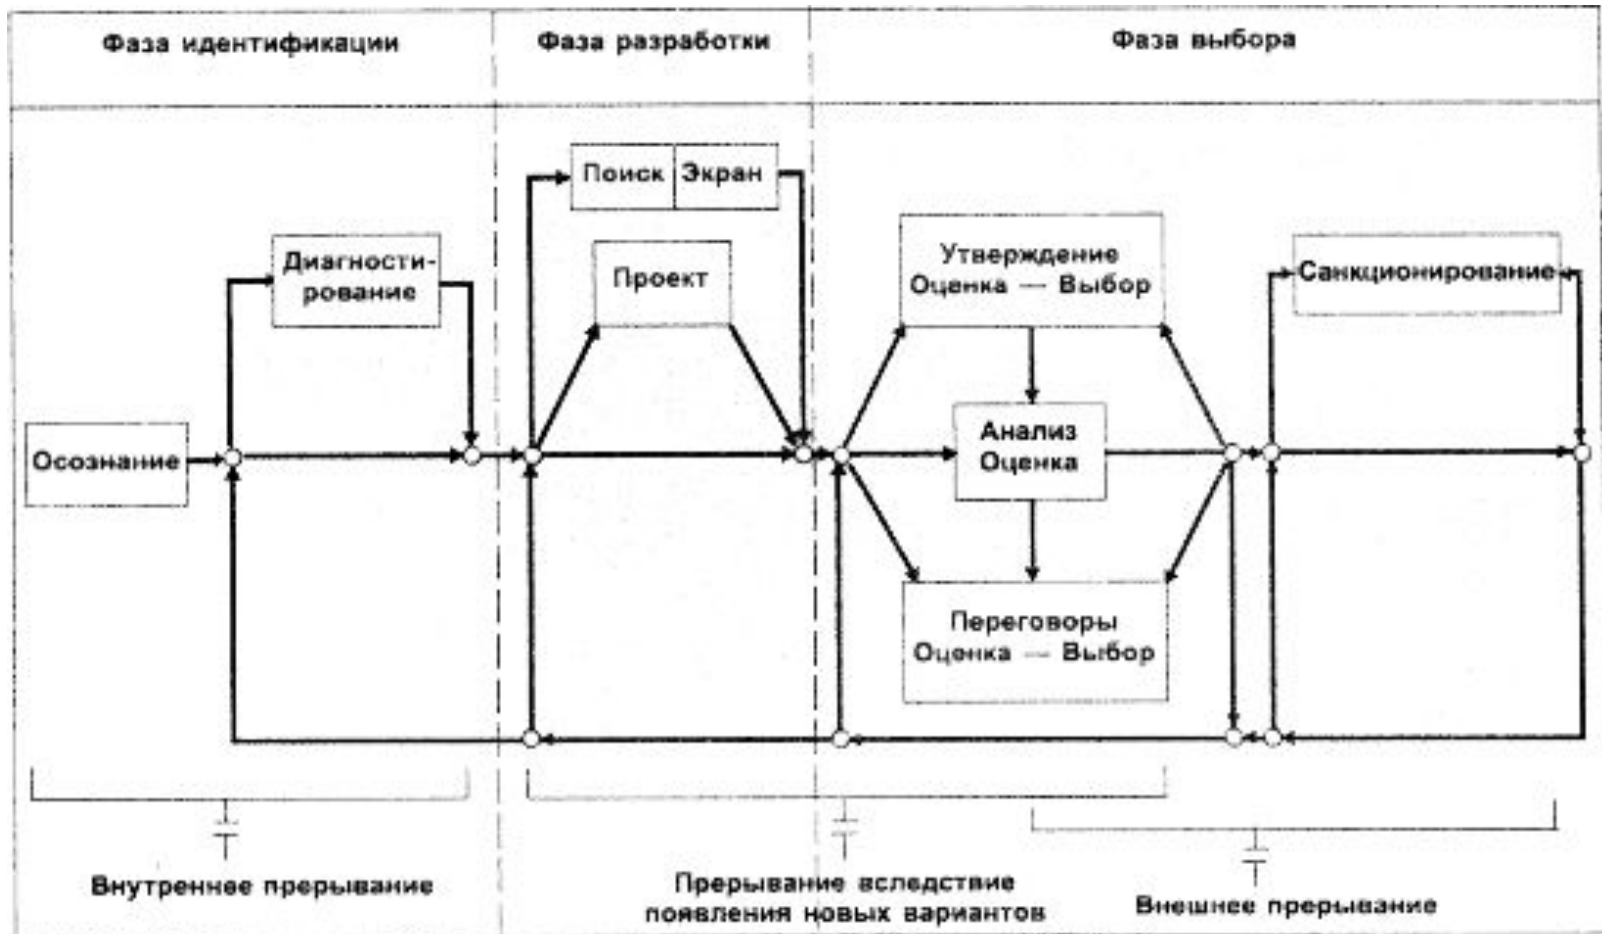 Фаза идентификации
Фаза разработки
Фаза выбора
Поиск
Экран
Диагности-
рование
Проект
Утверждение
Оценка — Выбор
Санкционирование
Осознание
Анализ
Оценка
Переговоры
Оценка — Выбор
Внутреннее прерывание
Прерывание вследствие
появления новых вариантов
Внешнее прерывание